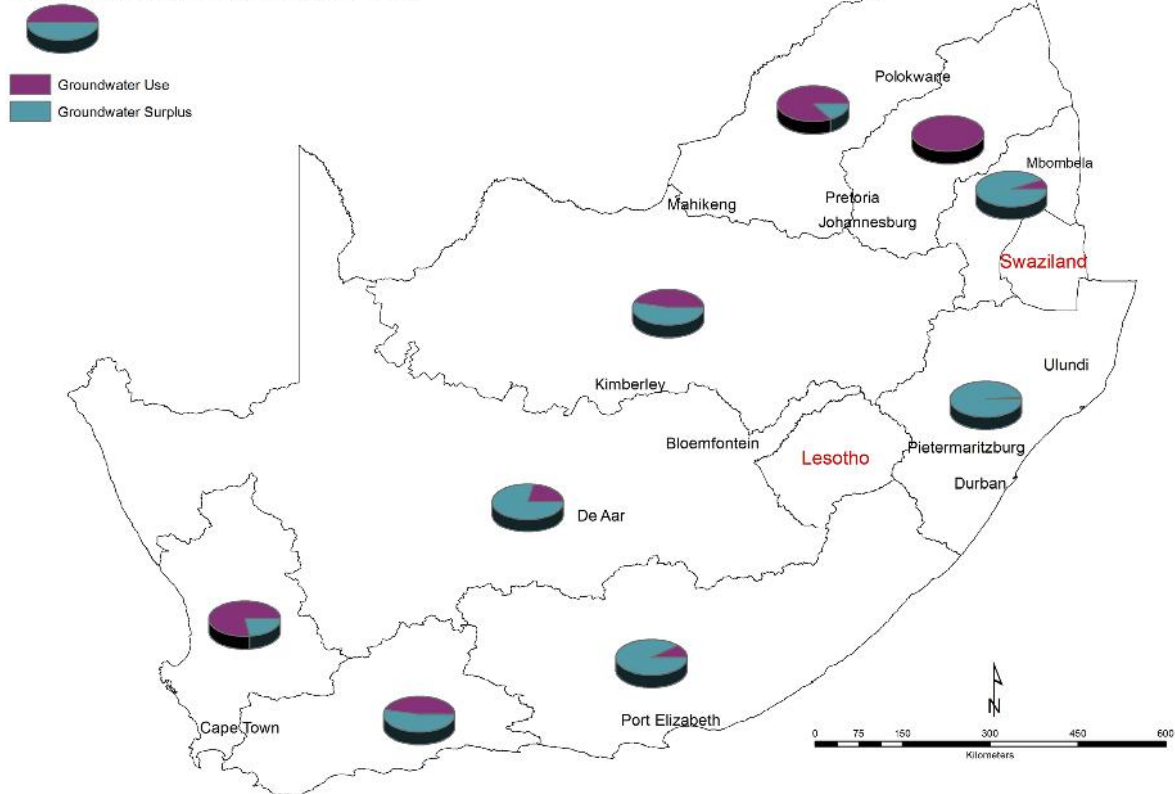 Groundwater Use
Groundwater Surplus
Polokwane
Mbombela
Pretoria
Mahikeng
Johannesburg
Swaziland
Ulundi
Kimberley
Bloemfontein
Pietermaritzburg
Lesotho
Durban
De Aar
Port Elizabeth
Cape Town
N
0 75 150 300 450 600
Kilometers